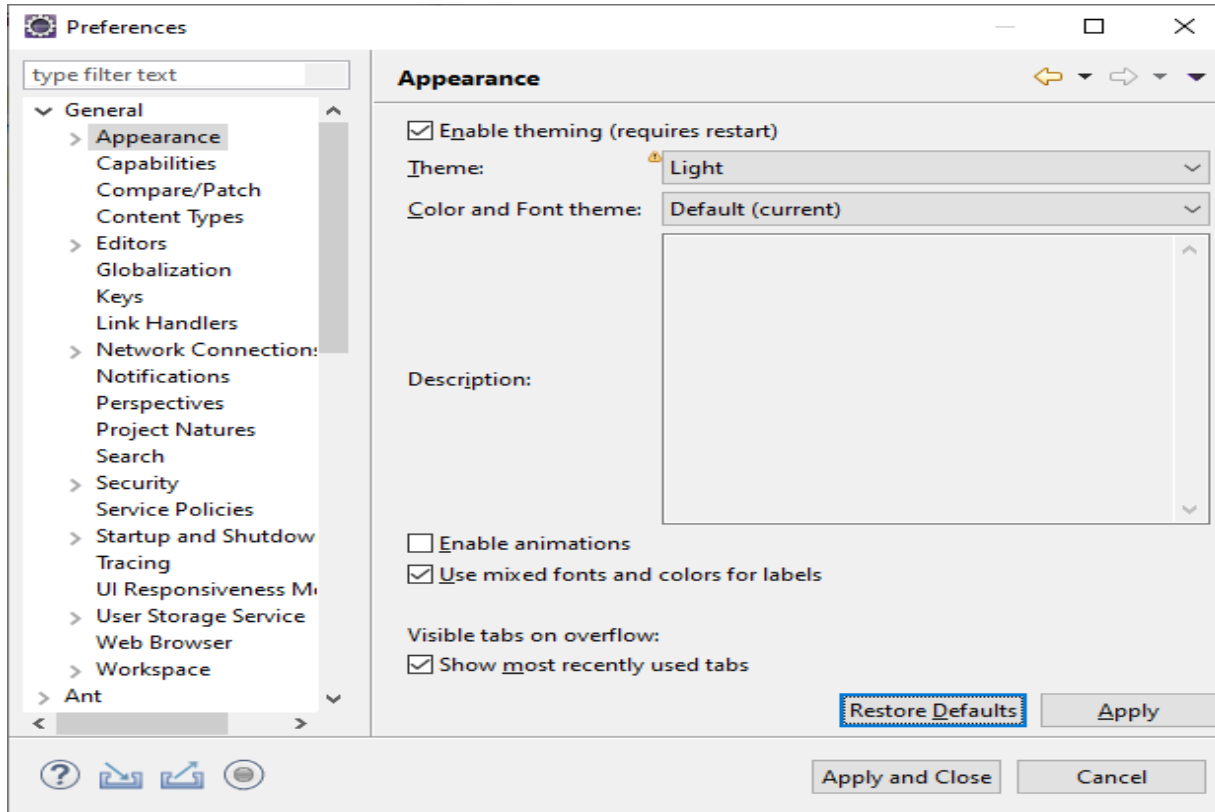 Preferences
type filter text
General
Appearance
Capabilities
Compare/Patch
Content Types
Editors
Globalization
Keys
Link Handlers
Network Connections
Notifications
Perspectives
Project Natures
Search
Security
Service Policies
Startup and Shutdow
Tracing
UI Responsiveness M
User Storage Service
Web Browser
Workspace
Ant
Appearance
Enable theming (requires restart)
Theme: Light
Color and Font theme: Default (current)
Description:
Enable animations
Use mixed fonts and colors for labels
Visible tabs on overflow:
Show most recently used tabs
Restore Defaults Apply
? Apply and Close Cancel